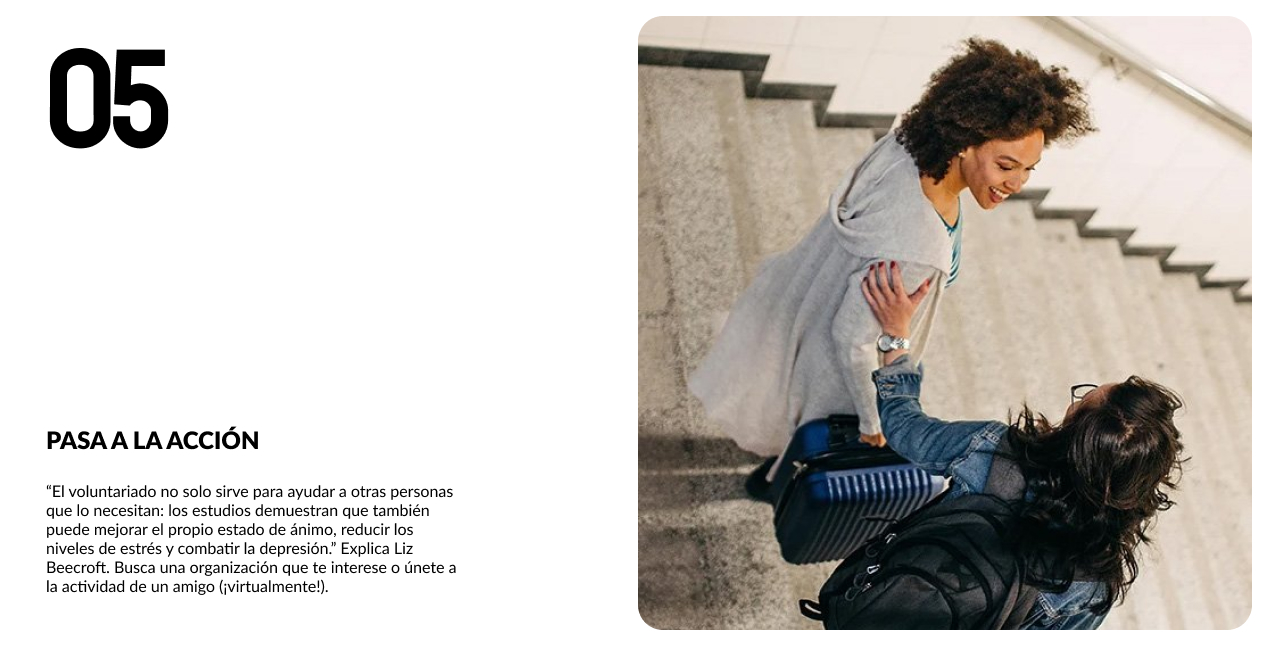 05
PASA A LA ACCIÓN
“El voluntariado no solo sirve para ayudar a otras personas
que lo necesitan: los estudios demuestran que también
puede mejorar el propio estado de ánimo, reducir los
niveles de estrés y combatir la depresión.” Explica Liz
Beecroft. Busca una organización que te interese o únete a
la actividad de un amigo (¡virtualmente!).